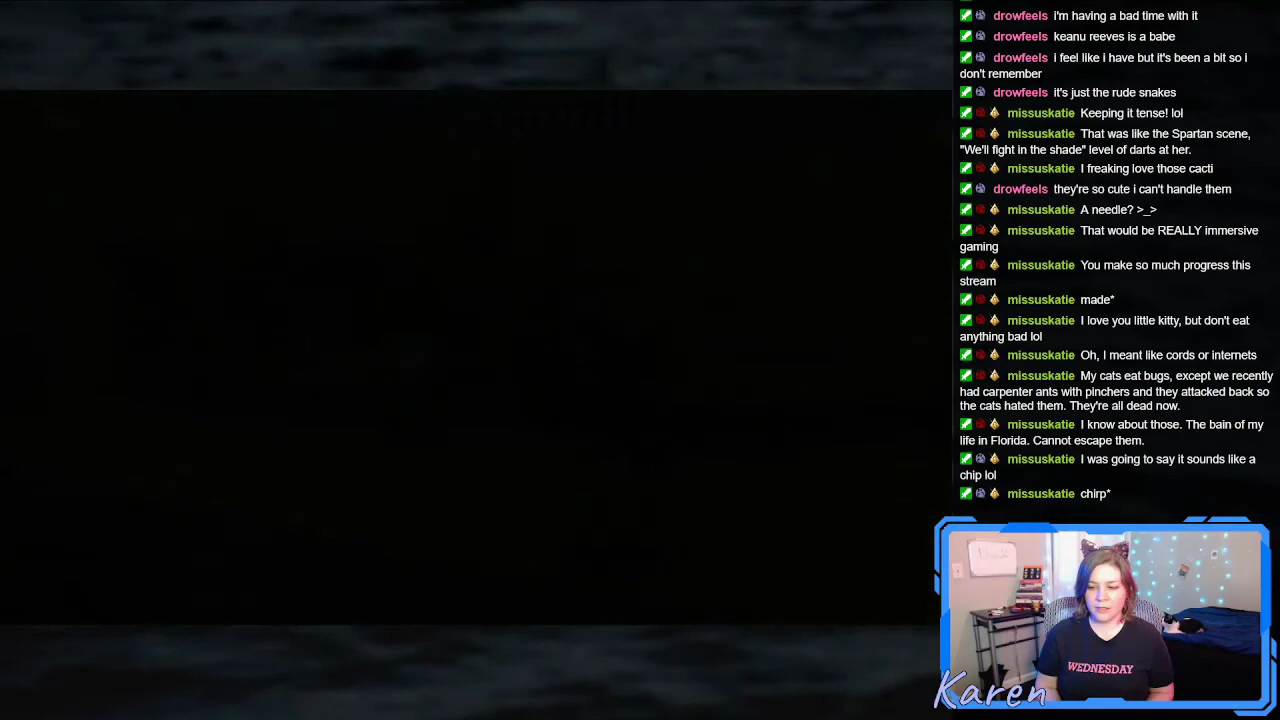 drowfeels i'm having a bad time with it
drowfeels keanu reeves is a babe
drowfeels i feel like i have but it's been a bit so i
don't remember
drowfeels it's just the rude snakes
missuskatie Keeping it tense! lol
missuskatie That was like the Spartan scene,
"We'll fight in the shade" level of darts at her.
missuskatie I freaking love those cacti
drowfeels they're so cute i can't handle them
missuskatie A needle? >_>
missuskatie That would be REALLY immersive
gaming
missuskatie You make so much progress this
stream
missuskatie made*
missuskatie I love you little kitty, but don't eat
anything bad lol
missuskatie Oh, I meant like cords or internets
missuskatie My cats eat bugs, except we recently
had carpenter ants with pinchers and they attacked back so
the cats hated them. They're all dead now.
missuskatie I know about those. The bain of my
life in Florida. Cannot escape them.
missuskatie I was going to say it sounds like a
chip lol
missuskatie chirp*
WEDNESDAY
Karen